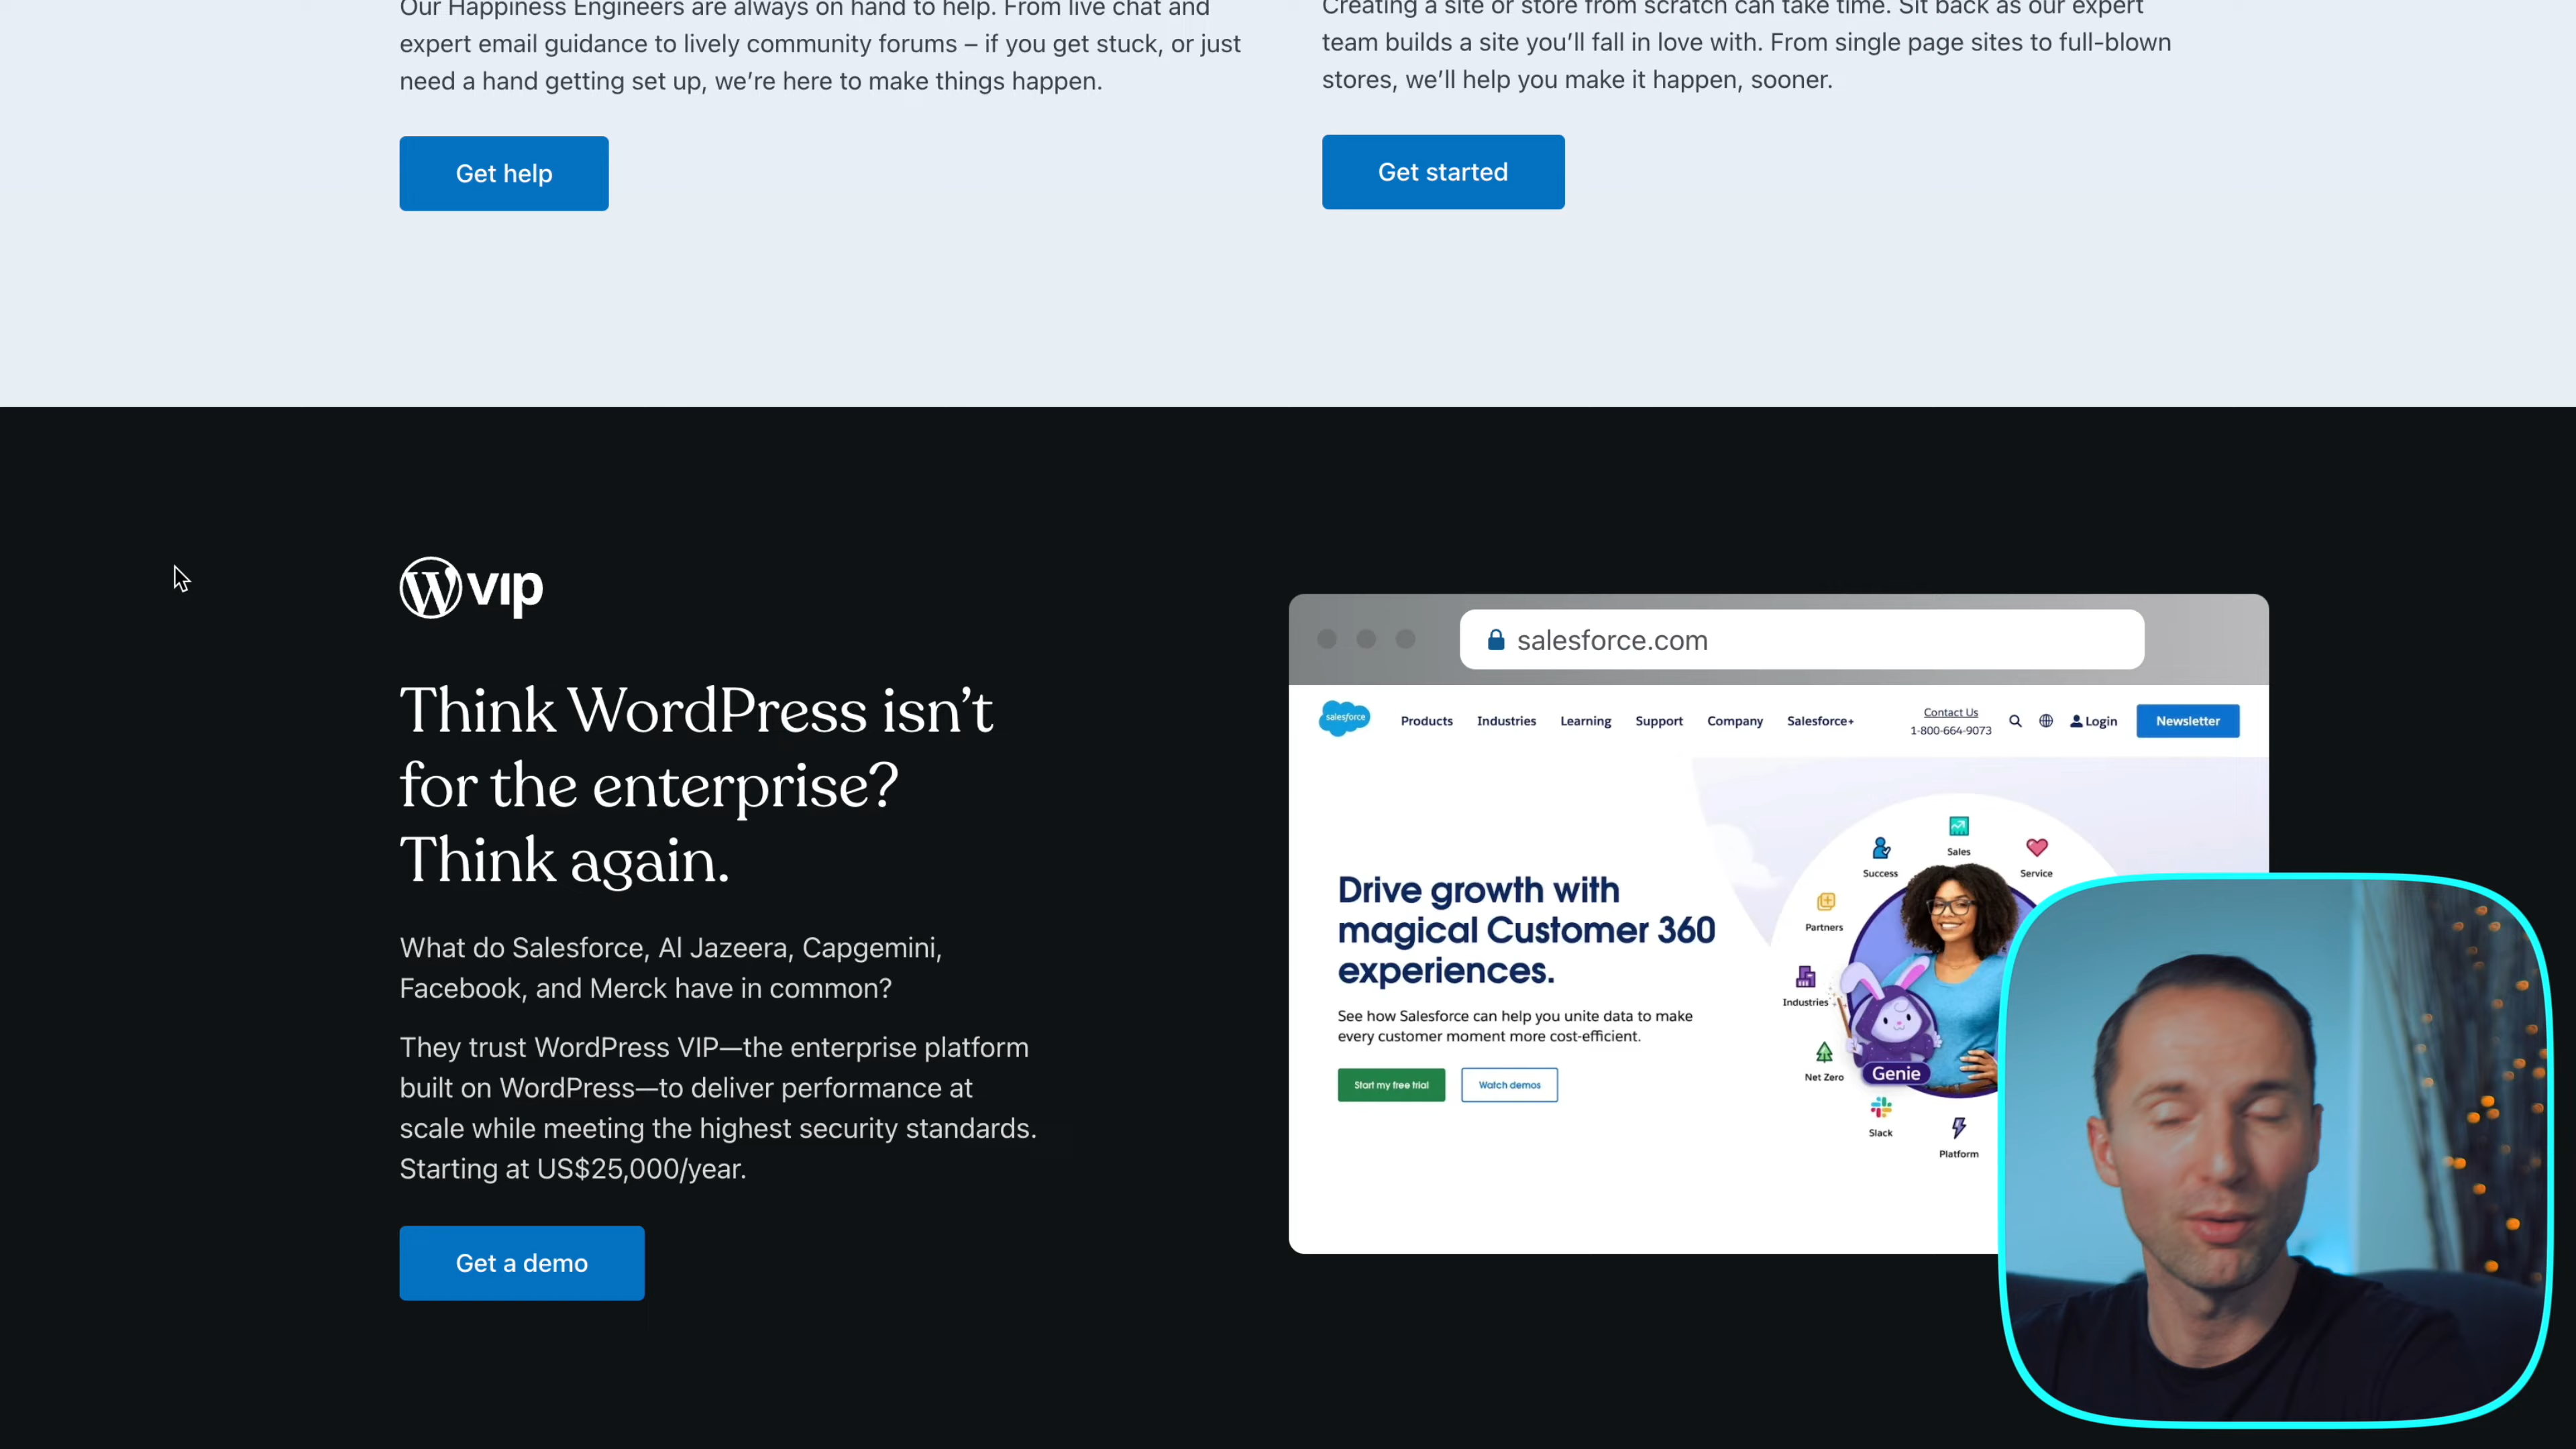 Our Happiness Engineers are always on hand to help. From live chat and
expert email guidance to lively community forums – if you get stuck, or just
need a hand getting set up, we're here to make things happen.
Get help
Creating a site or store from scratch can take time. Sit back as our expert
team builds a site you'll fall in love with. From single page sites to full-blown
stores, we'll help you make it happen, sooner.
Get started
W vip
Think WordPress isn't
for the enterprise?
Think again.
What do Salesforce, Al Jazeera, Capgemini,
Facebook, and Merck have in common?
They trust WordPress VIP—the enterprise platform
built on WordPress—to deliver performance at
scale while meeting the highest security standards.
Starting at US$25,000/year.
Get a demo
salesforce.com
salesforce
Products Industries Learning Support Company Salesforce+
Contact Us
1-800-664-9073
Login
Newsletter
Drive growth with
magical Customer 360
experiences.
See how Salesforce can help you unite data to make
every customer moment more cost-efficient.
Start my free trial
Watch demos
Sales
Success
Service
Partners
Industries
Net Zero
Genie
Slack
Platform